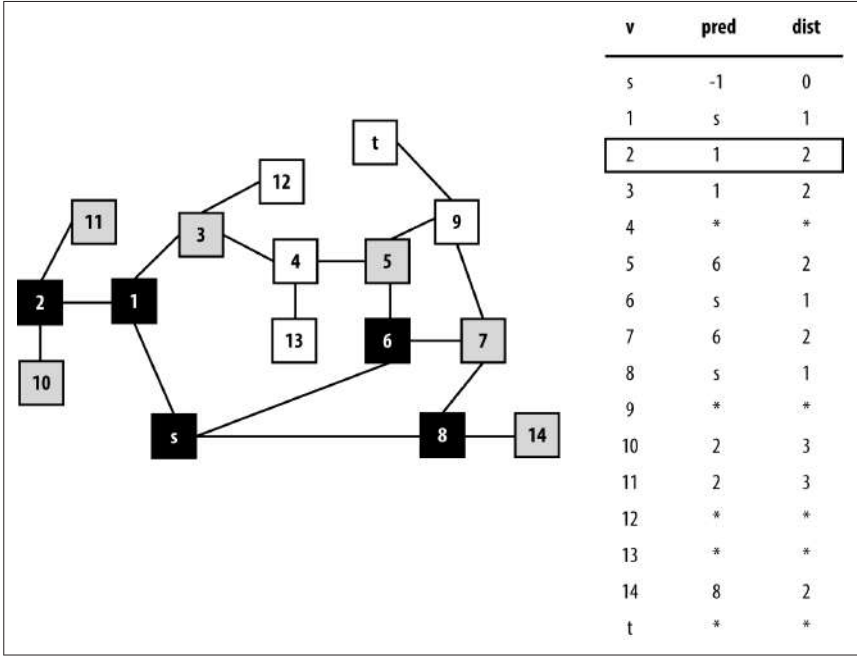 t
12
11
3
9
4
5
2
1
13
6
7
10
s
8
14
v pred dist
s -1 0
1 s 1
2 1 2
3 1 2
4 * *
5 6 2
6 s 1
7 6 2
8 s 1
9 * *
10 2 3
11 2 3
12 * *
13 * *
14 8 2
t * *